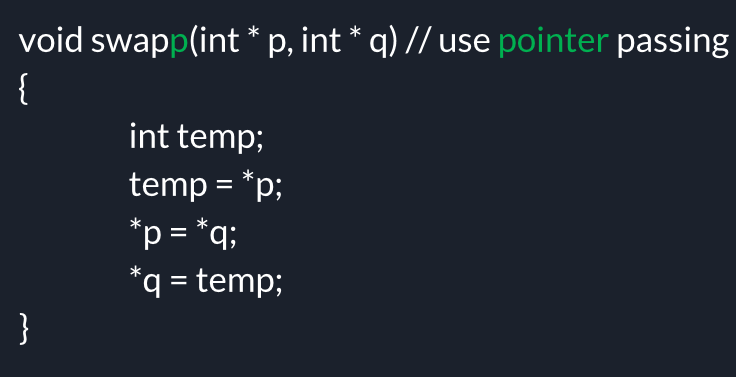 void swapp(int * p, int * q) // use pointer passing
{
int temp;
temp = *p;
*p = *q;
*q = temp;
}